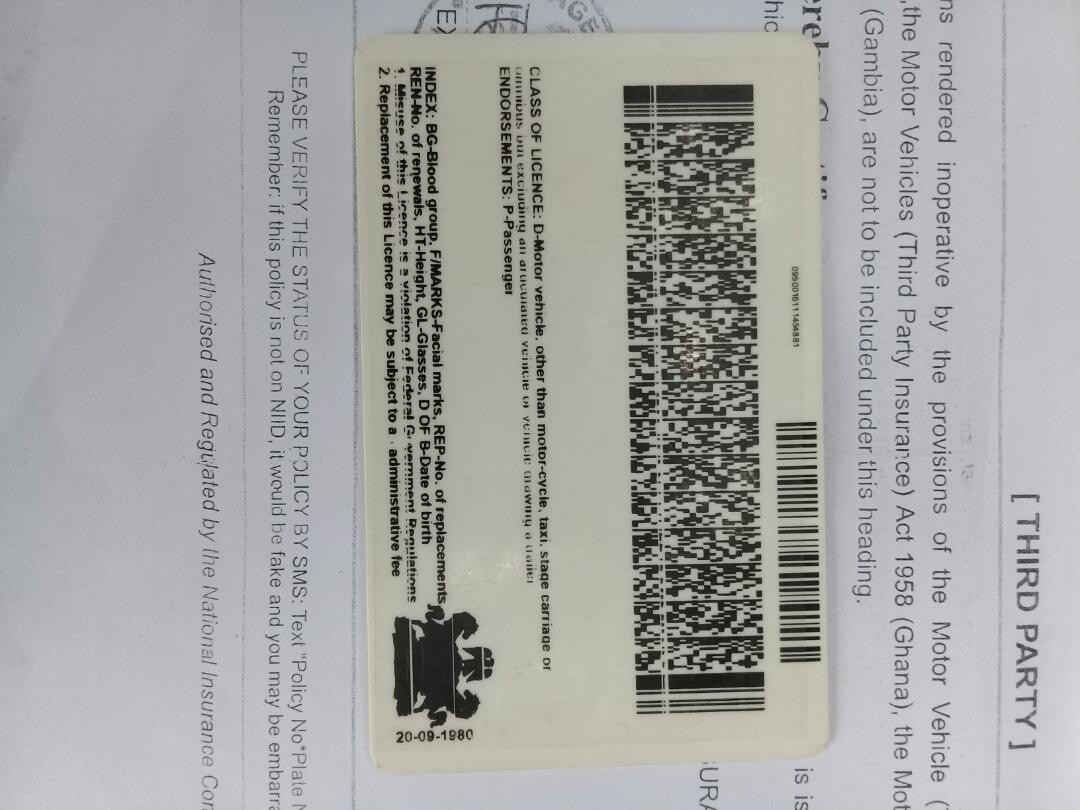 [ THIRD PARTY ]
ns rendered inoperative by the provisions of the Motor Vehicle (
,the Motor Vehicles (Third Party Insurance) Act 1958 (Ghana), the Mot
(Gambia), are not to be included under this heading.
hic
is is
URA
AGE
EX
0950016111454881
CLASS OF LICENCE: D-Motor vehicle, other than motor-cycle, taxi, stage carriage or
omnibus but excluding an articulated vehicle or vehicle drawing a trailer
ENDORSEMENTS: P-Passenger
INDEX: BG-Blood group, F/MARKS-Facial marks, REP-No. of replacements
REN-No. of renewals, HT-Height, GL-Glasses, D OF B-Date of birth
1. Misuse of this Licence is a violation of Federal Government Regulations
2. Replacement of this Licence may be subject to a administrative fee
20-09-1980
PLEASE VERIFY THE STATUS OF YOUR POLICY BY SMS: Text "Policy No*Plate N
Remember: if this policy is not on NIID, it would be fake and you may be embarra
Authorised and Regulated by the National Insurance Con